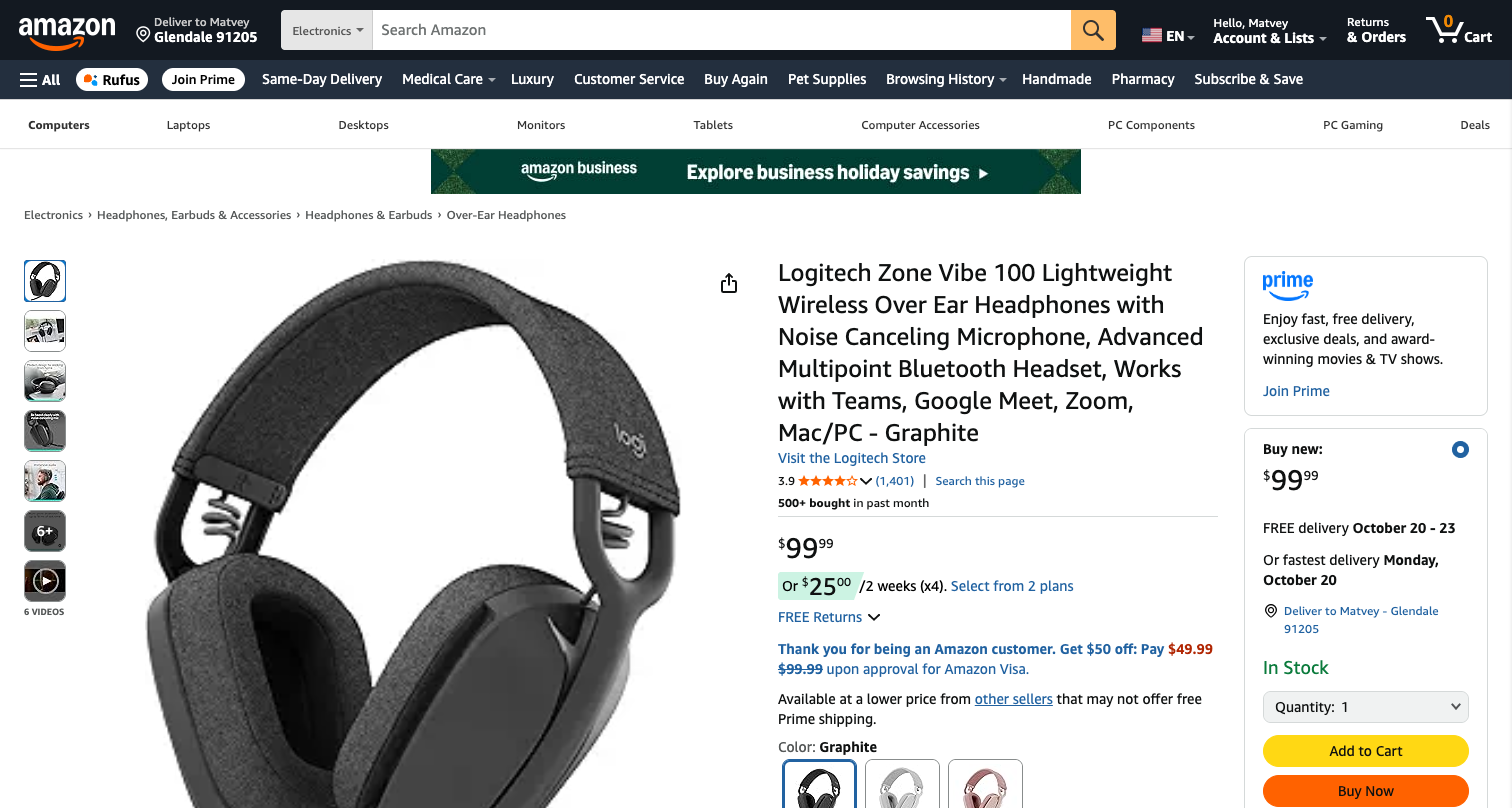 amazon
Deliver to Matvey
Glendale 91205
Electronics
Search Amazon
EN
Hello, Matvey
Account & Lists
Returns
& Orders
0
Cart
All
Rufus
Join Prime
Same-Day Delivery
Medical Care
Luxury
Customer Service
Buy Again
Pet Supplies
Browsing History
Handmade
Pharmacy
Subscribe & Save
Computers
Laptops
Desktops
Monitors
Tablets
Computer Accessories
PC Components
PC Gaming
Deals
amazon business
Explore business holiday savings
Electronics › Headphones, Earbuds & Accessories › Headphones & Earbuds › Over-Ear Headphones
6+
6 VIDEOS
logi
Logitech Zone Vibe 100 Lightweight
Wireless Over Ear Headphones with
Noise Canceling Microphone, Advanced
Multipoint Bluetooth Headset, Works
with Teams, Google Meet, Zoom,
Mac/PC - Graphite
Visit the Logitech Store
3.9 (1,401) | Search this page
500+ bought in past month
$99 99
Or $25 00 /2 weeks (x4). Select from 2 plans
FREE Returns
Thank you for being an Amazon customer. Get $50 off: Pay $49.99
$99.99 upon approval for Amazon Visa.
Available at a lower price from other sellers that may not offer free
Prime shipping.
Color: Graphite
prime
Enjoy fast, free delivery,
exclusive deals, and award-
winning movies & TV shows.
Join Prime
Buy new:
$99 99
FREE delivery October 20 - 23
Or fastest delivery Monday,
October 20
Deliver to Matvey - Glendale
91205
In Stock
Quantity: 1
Add to Cart
Buy Now